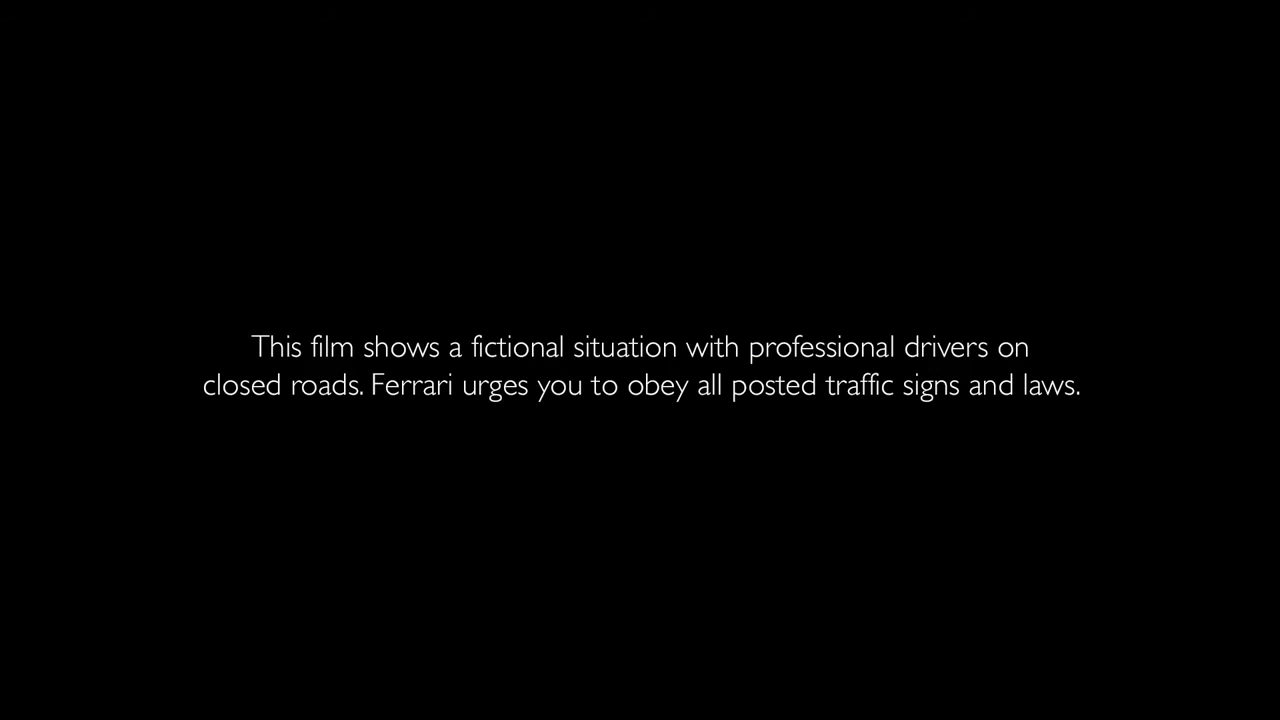 This film shows a fictional situation with professional drivers on
closed roads. Ferrari urges you to obey all posted traffic signs and laws.